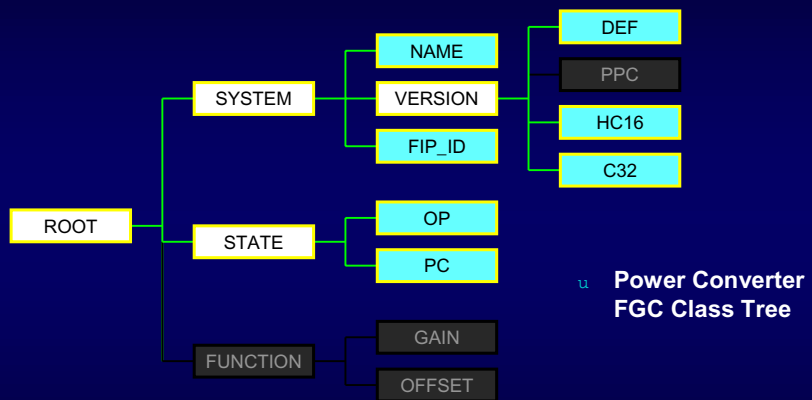 DEF
NAME
PPC
SYSTEM
VERSION
HC16
FIP_ID
C32
OP
ROOT
STATE
PC
u Power Converter
FGC Class Tree
GAIN
FUNCTION
OFFSET